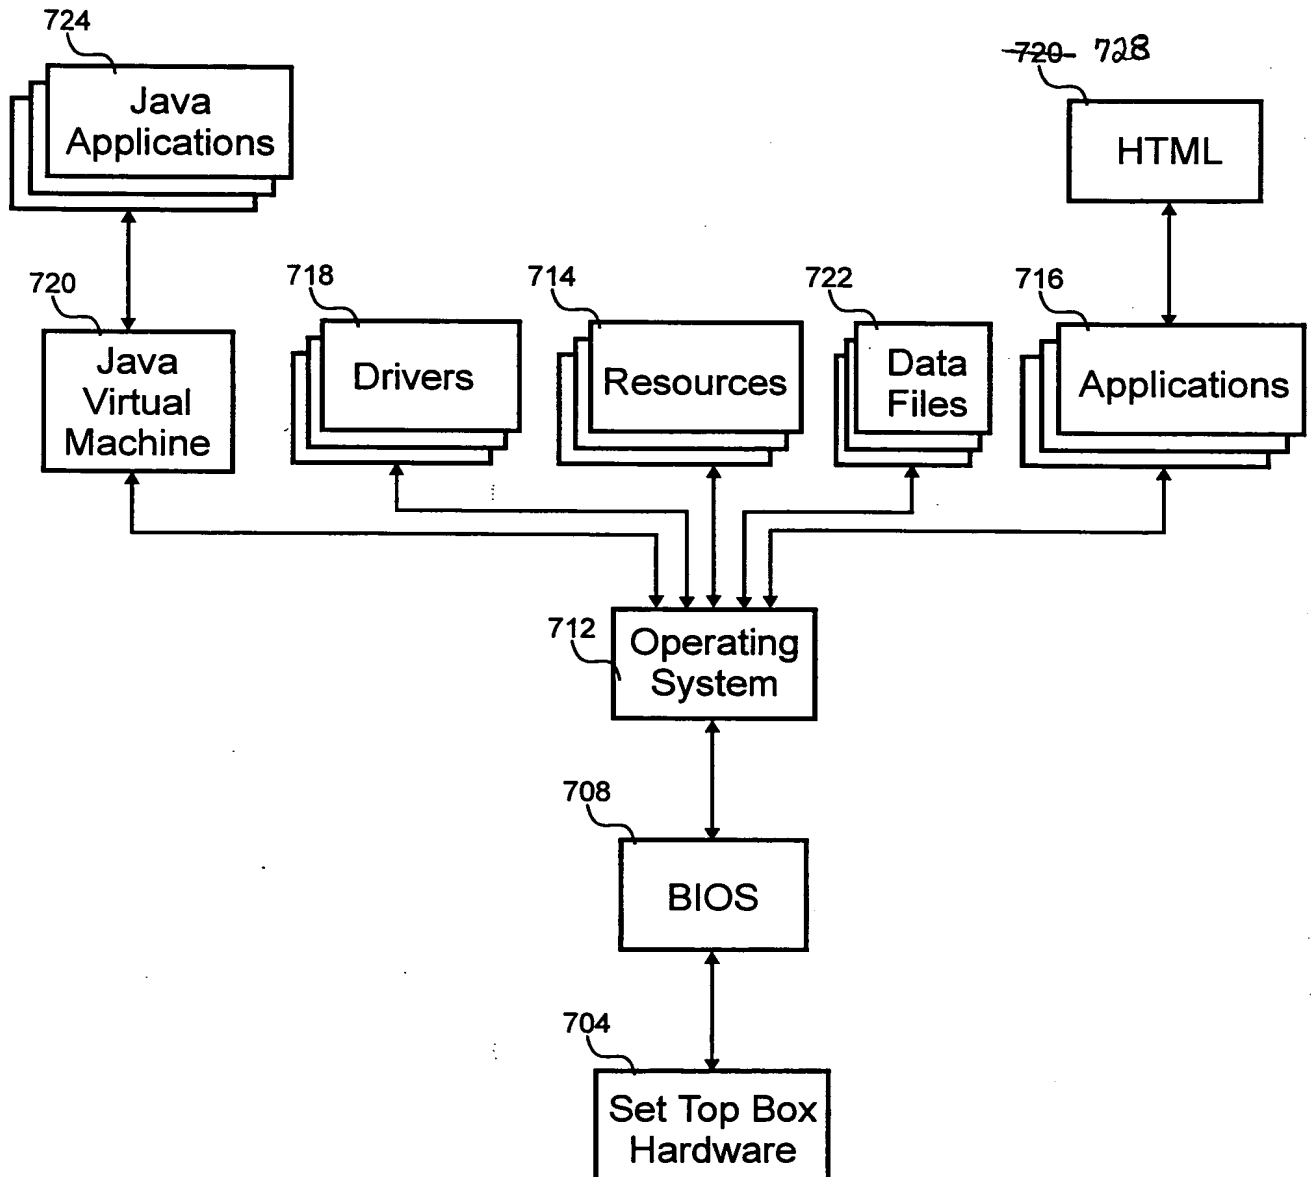 724
720 728
Java
Applications
HTML
720
718
714
722
716
Java
Virtual
Machine
Drivers
Resources
Data
Files
Applications
712
Operating
System
708
BIOS
704
Set Top Box
Hardware